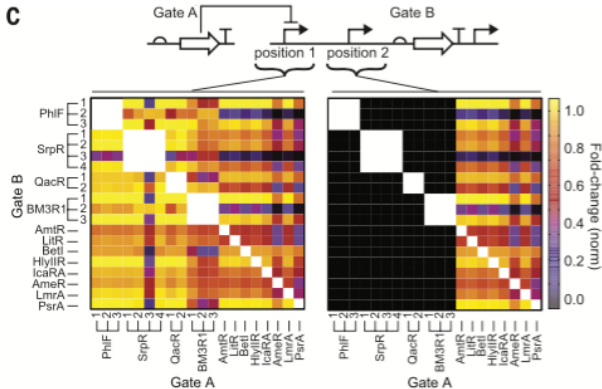 C
Gate A
Gate B
position 1
position 2
PhlF
1
2
3
SrpR
1
2
3
4
QacR
1
2
BM3R1
1
2
3
AmtR
LitR
BetI
HlyIIR
IcaRA
AmeR
LmrA
PsrA
Gate B
1 2 3 1 2 3 4 1 2 1 2 3
PhlF
SrpR
QacR
BM3R1
AmtR
LitR
BetI
HlyIIR
IcaRA
AmeR
LmrA
PsrA
Gate A
1 2 3 1 2 3 4 1 2 1 2 3
PhlF
SrpR
QacR
BM3R1
AmtR
LitR
BetI
HlyIIR
IcaRA
AmeR
LmrA
PsrA
Gate A
1.0
0.8
0.6
0.4
0.2
0.0
Fold-change (norm)